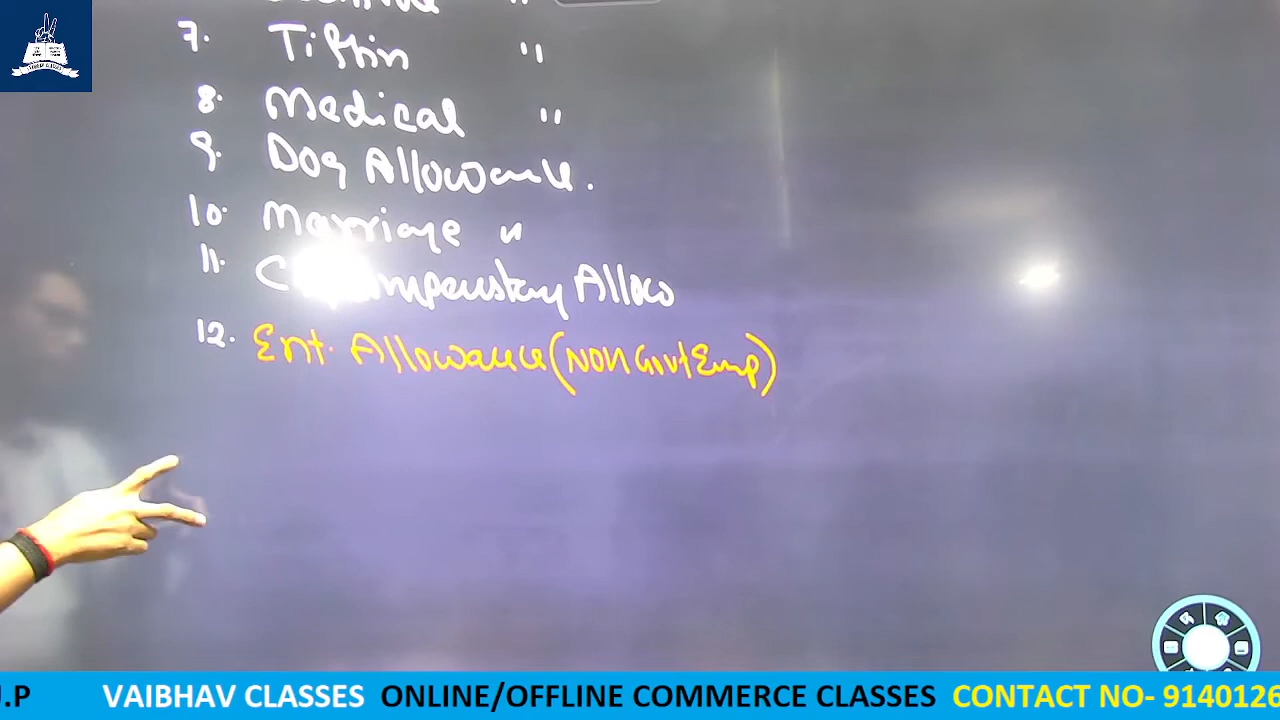 7. Tiffin "
8. Medical "
9. Dog Allowance.
10. Marriage "
11. Compensatory Allow
12. Ent. Allowance (NON Govt Emp)
J.P VAIBHAV CLASSES ONLINE/OFFLINE COMMERCE CLASSES CONTACT NO- 9140126